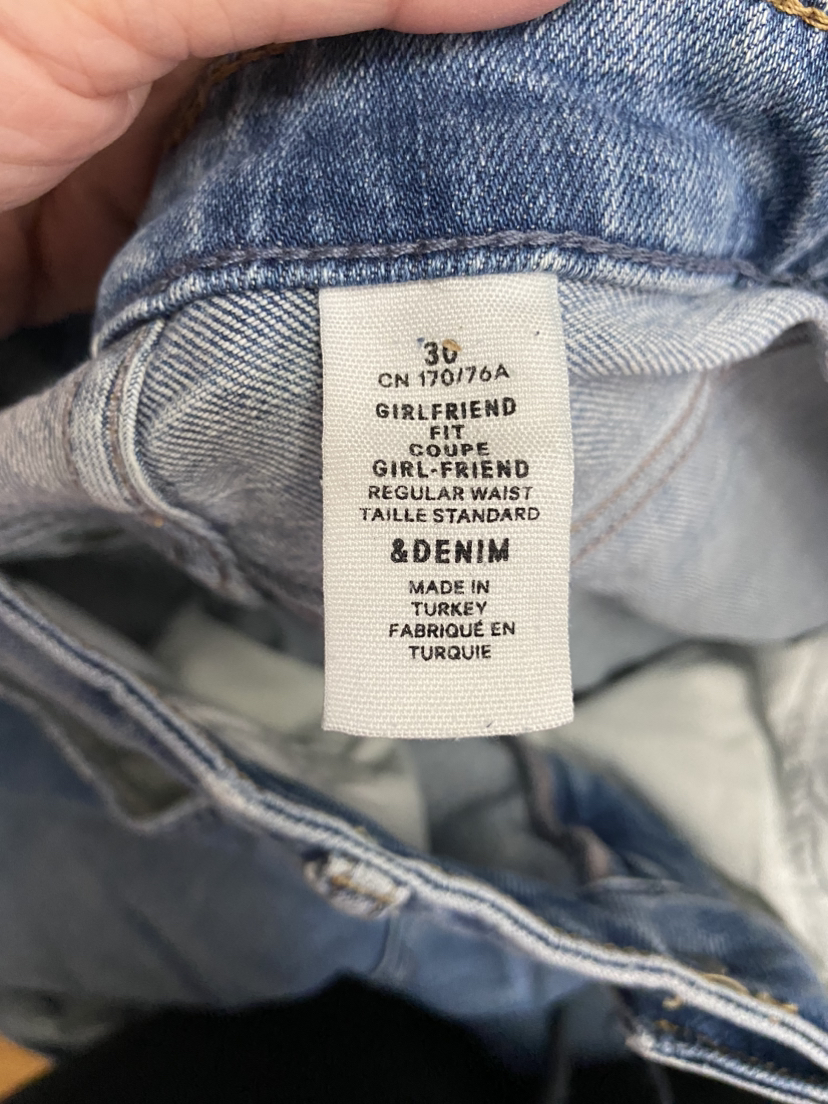 30
CN 170/76A
GIRLFRIEND
FIT
COUPE
GIRL-FRIEND
REGULAR WAIST
TAILLE STANDARD
&DENIM
MADE IN
TURKEY
FABRIQUÉ EN
TURQUIE